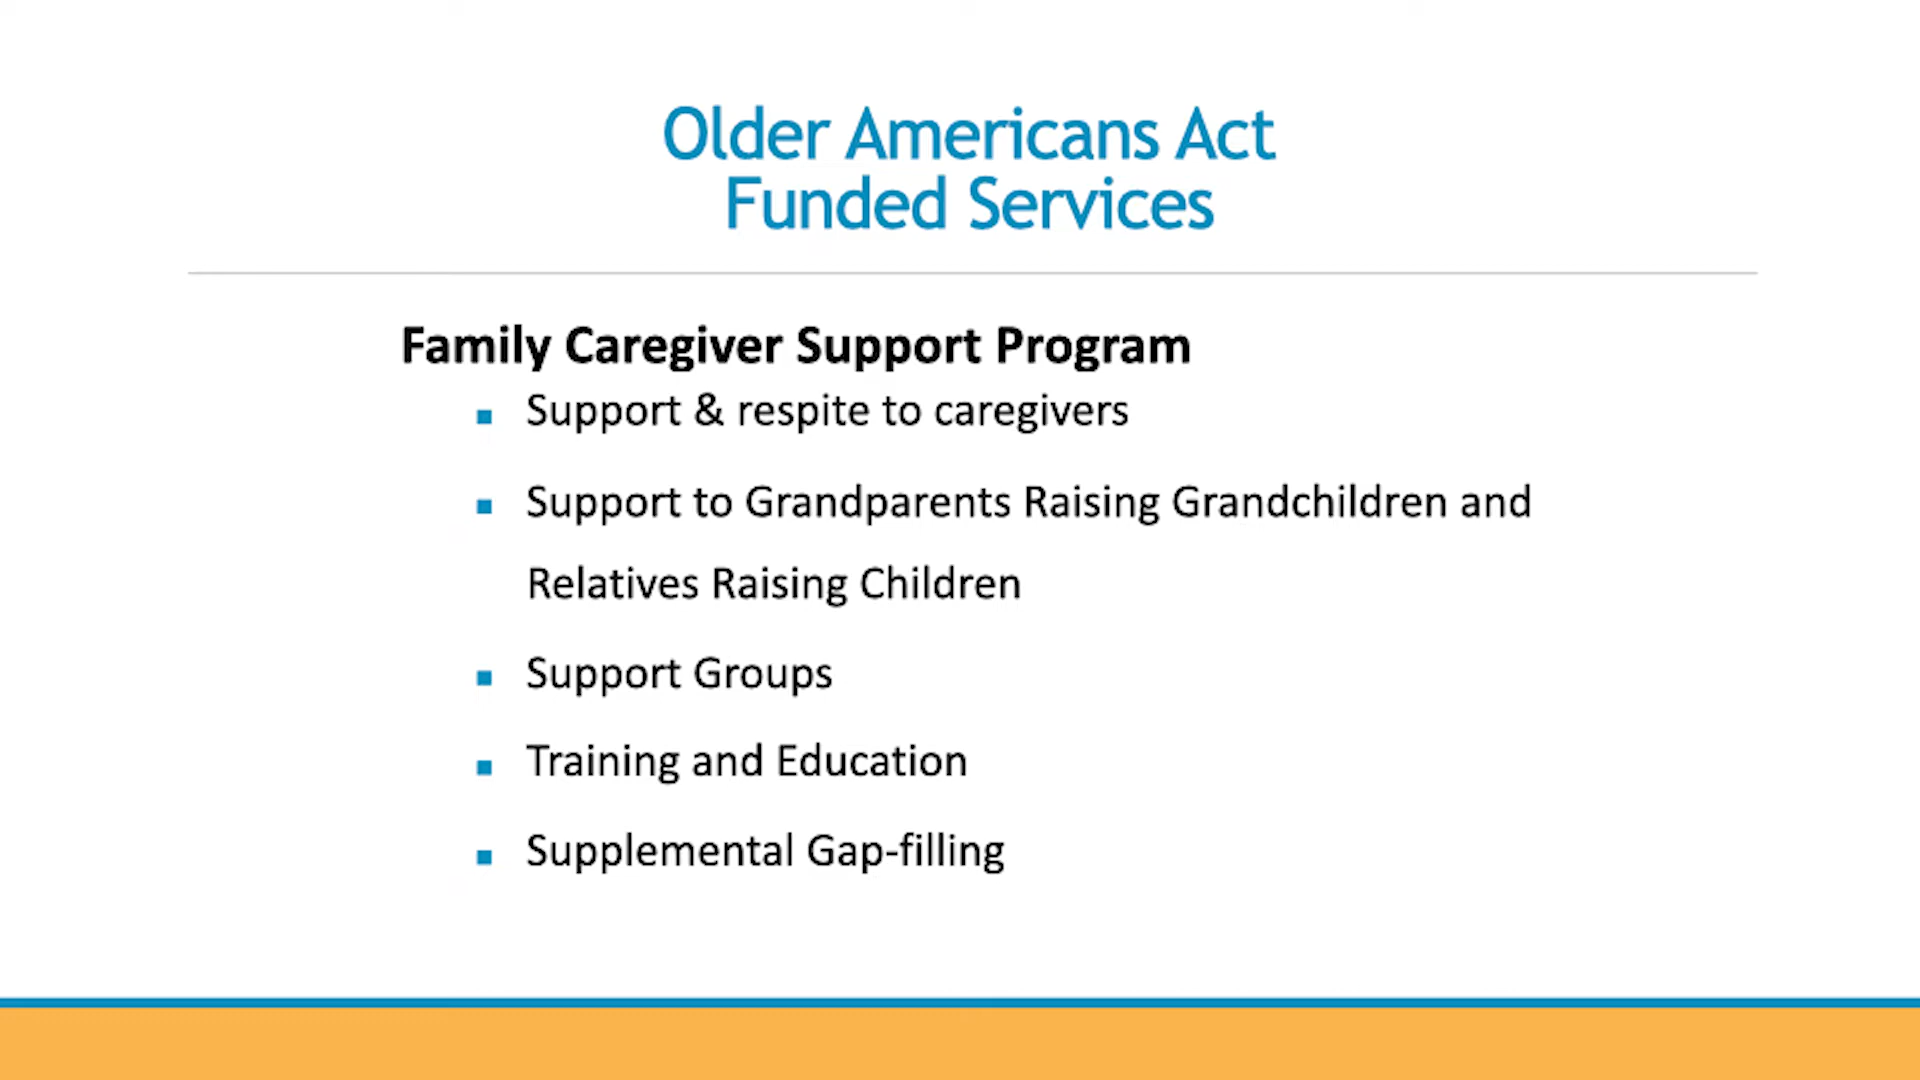 Older Americans Act
Funded Services
Family Caregiver Support Program
▪ Support & respite to caregivers
▪ Support to Grandparents Raising Grandchildren and
Relatives Raising Children
▪ Support Groups
▪ Training and Education
▪ Supplemental Gap-filling